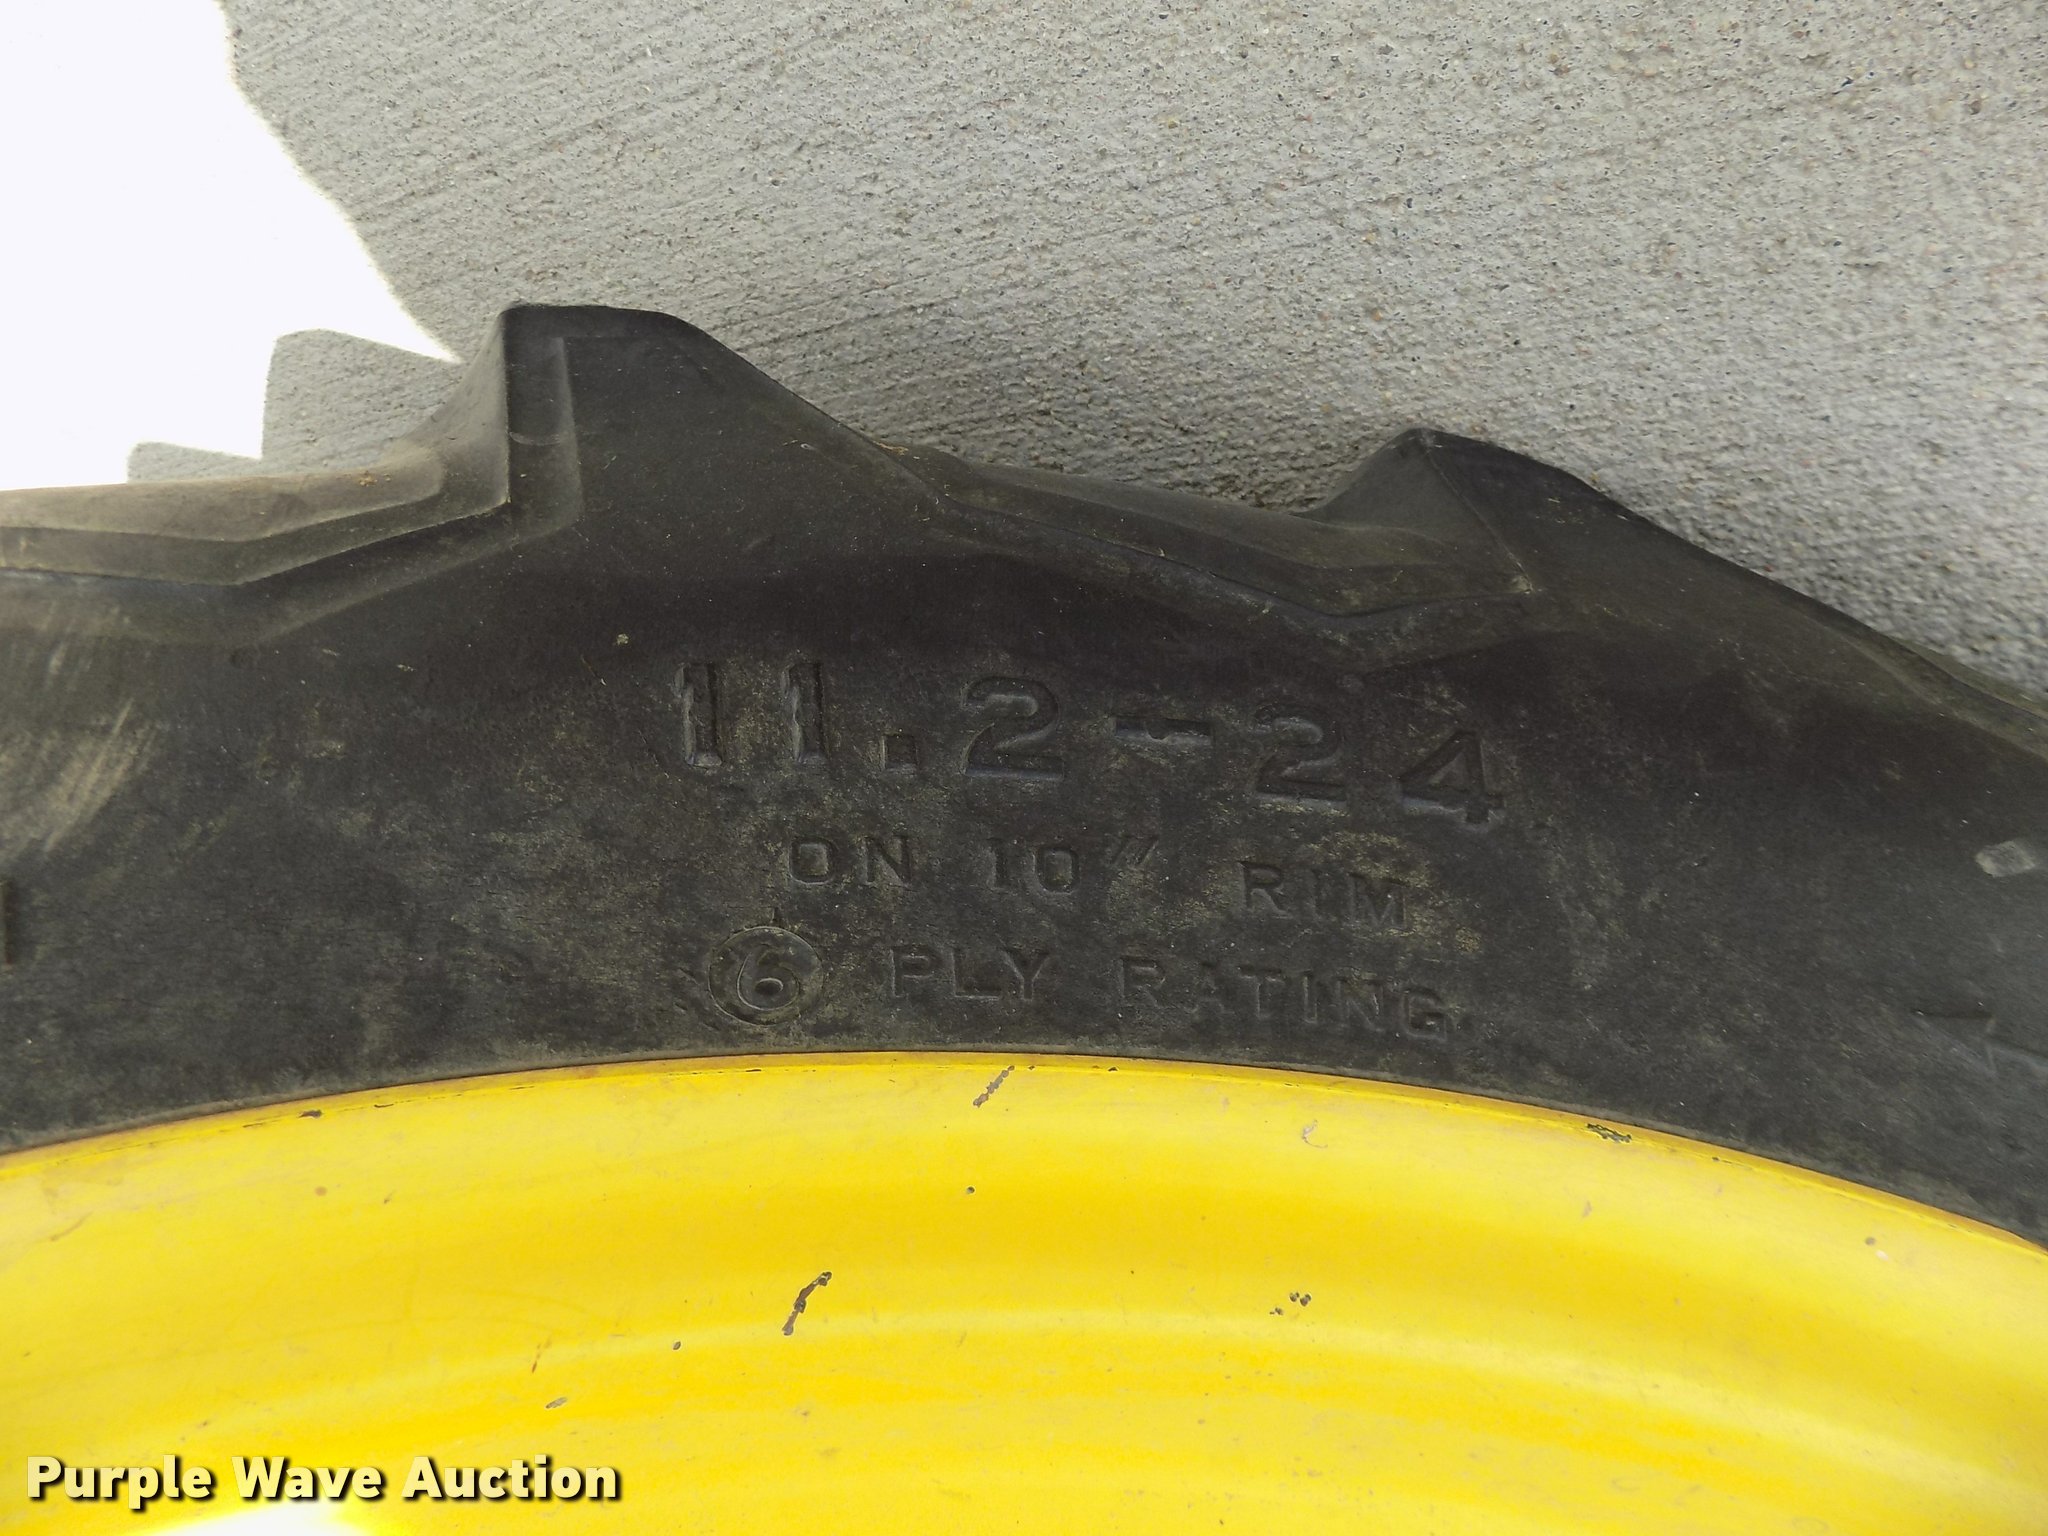 11.2-24
ON 10" RIM
6 PLY RATING
Purple Wave Auction